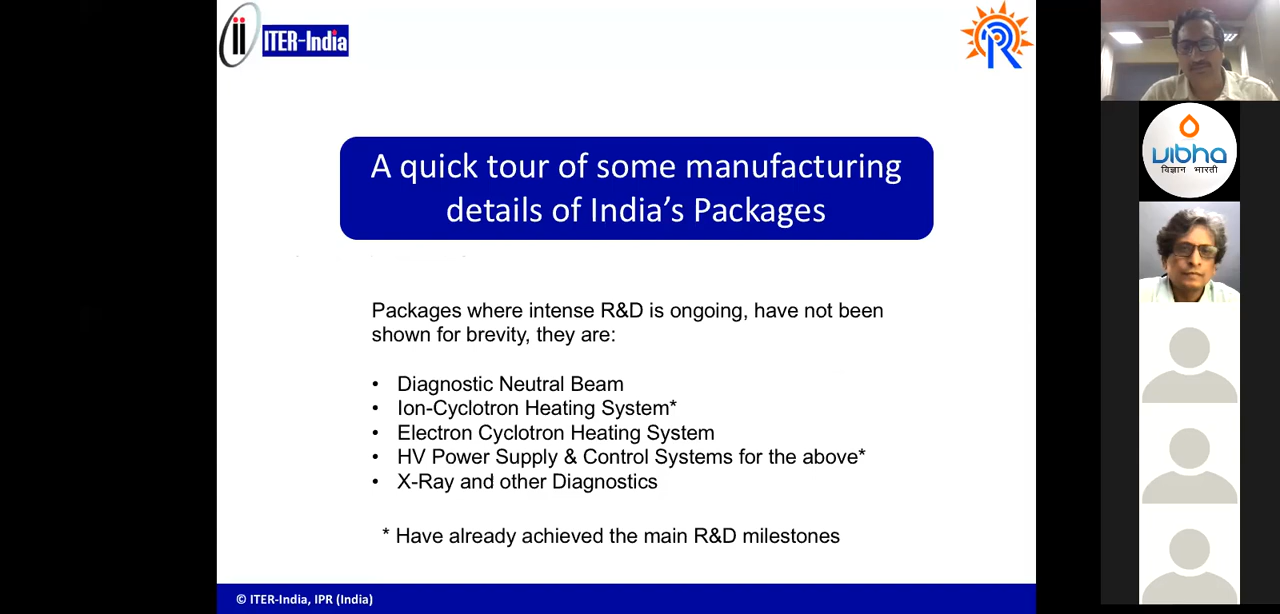 ITER-India
A quick tour of some manufacturing
details of India's Packages
Packages where intense R&D is ongoing, have not been
shown for brevity, they are:
• Diagnostic Neutral Beam
• Ion-Cyclotron Heating System*
• Electron Cyclotron Heating System
• HV Power Supply & Control Systems for the above*
• X-Ray and other Diagnostics
* Have already achieved the main R&D milestones
© ITER-India, IPR (India)
vibha
विज्ञान भारती